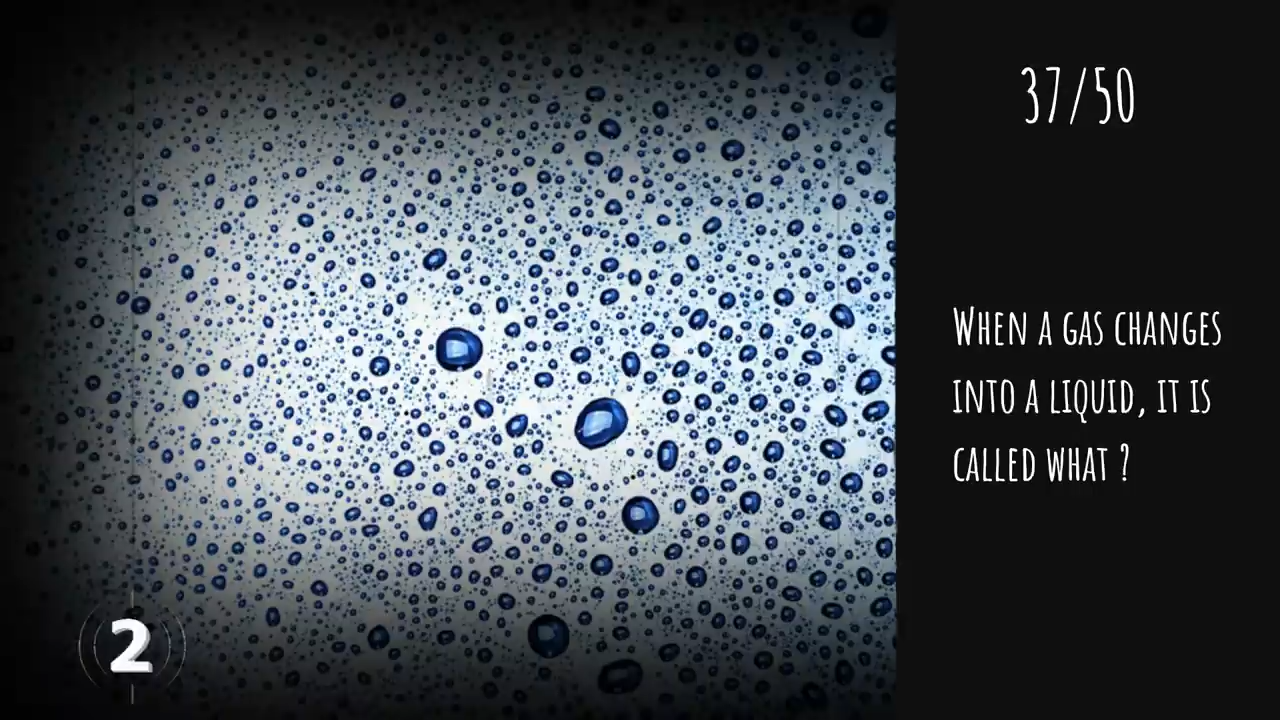 37/50
When a gas changes
into a liquid, it is
called what ?
2